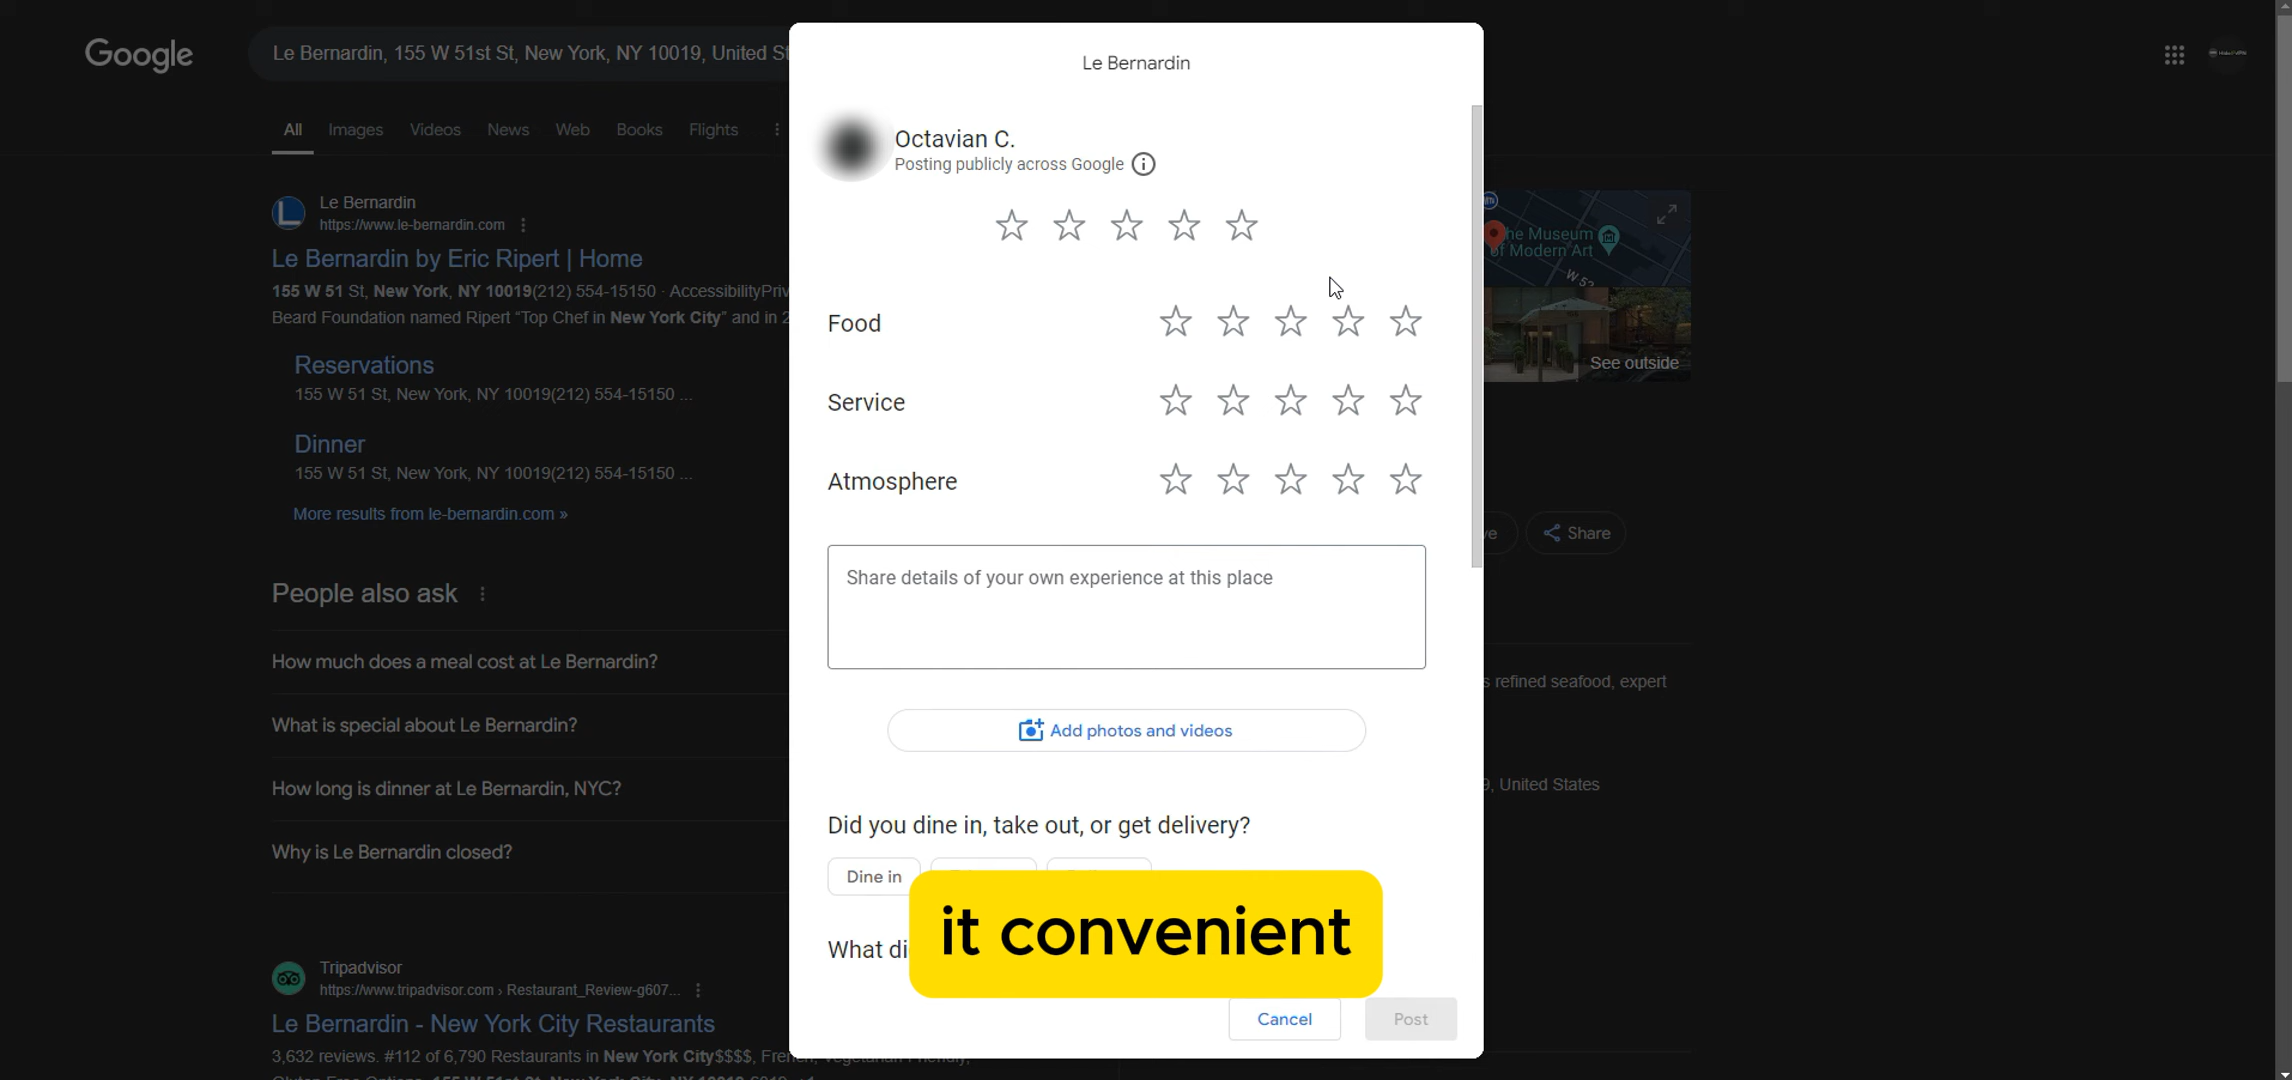 Google
Le Bernardin, 155 W 51st St, New York, NY 10019, United St
All Images Videos News Web Books Flights
Le Bernardin
https://www.le-bernardin.com
Le Bernardin by Eric Ripert | Home
155 W 51 St, New York, NY 10019(212) 554-15150 · AccessibilityPriv
Beard Foundation named Ripert "Top Chef in New York City" and in 2
Reservations
155 W 51 St, New York, NY 10019(212) 554-15150 ...
Dinner
155 W 51 St, New York, NY 10019(212) 554-15150 ...
More results from le-bernardin.com »
People also ask
How much does a meal cost at Le Bernardin?
What is special about Le Bernardin?
How long is dinner at Le Bernardin, NYC?
Why is Le Bernardin closed?
Tripadvisor
https://www.tripadvisor.com › Restaurant_Review-g607...
Le Bernardin - New York City Restaurants
3,632 reviews. #112 of 6,790 Restaurants in New York City $$$$, French, Vegetarian Friendly,
Le Bernardin
Octavian C.
Posting publicly across Google
Food
Service
Atmosphere
Share details of your own experience at this place
Add photos and videos
Did you dine in, take out, or get delivery?
Dine in
What di
it convenient
Cancel Post
The Museum
of Modern Art
See outside
ve Share
s refined seafood, expert
9, United States